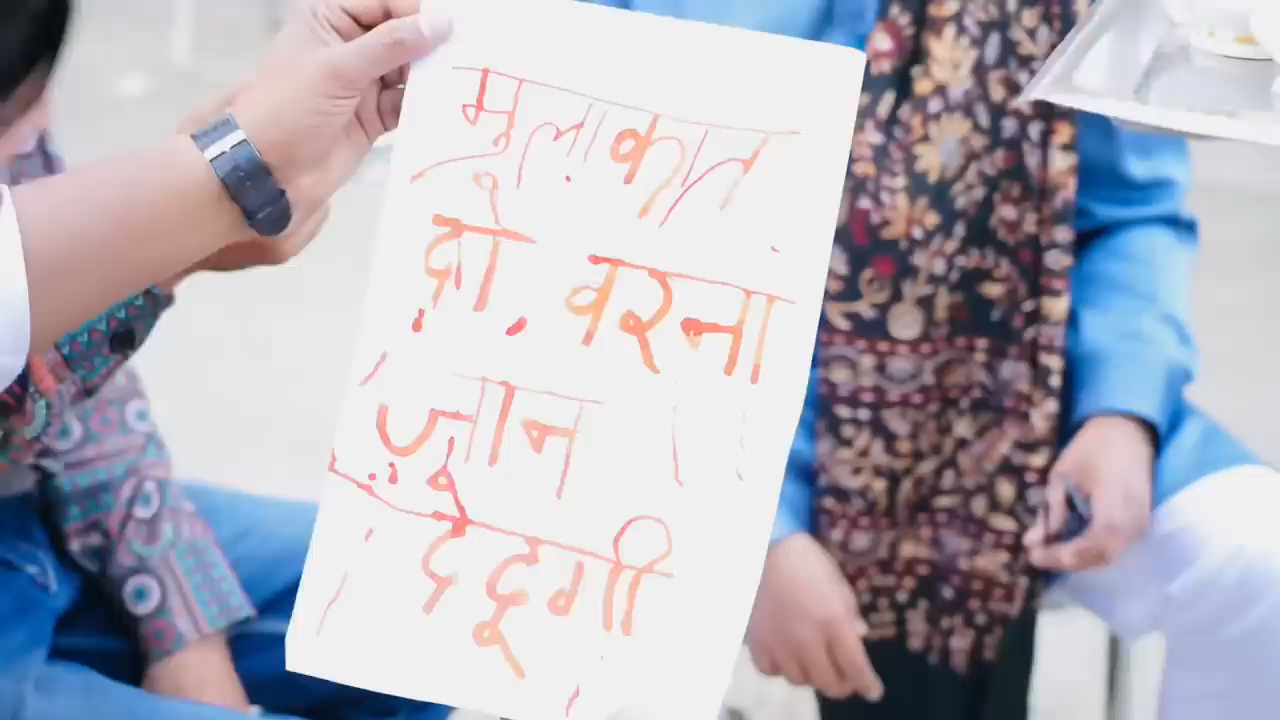 मुलाकात
दो, वरना
जान
दे दूगी